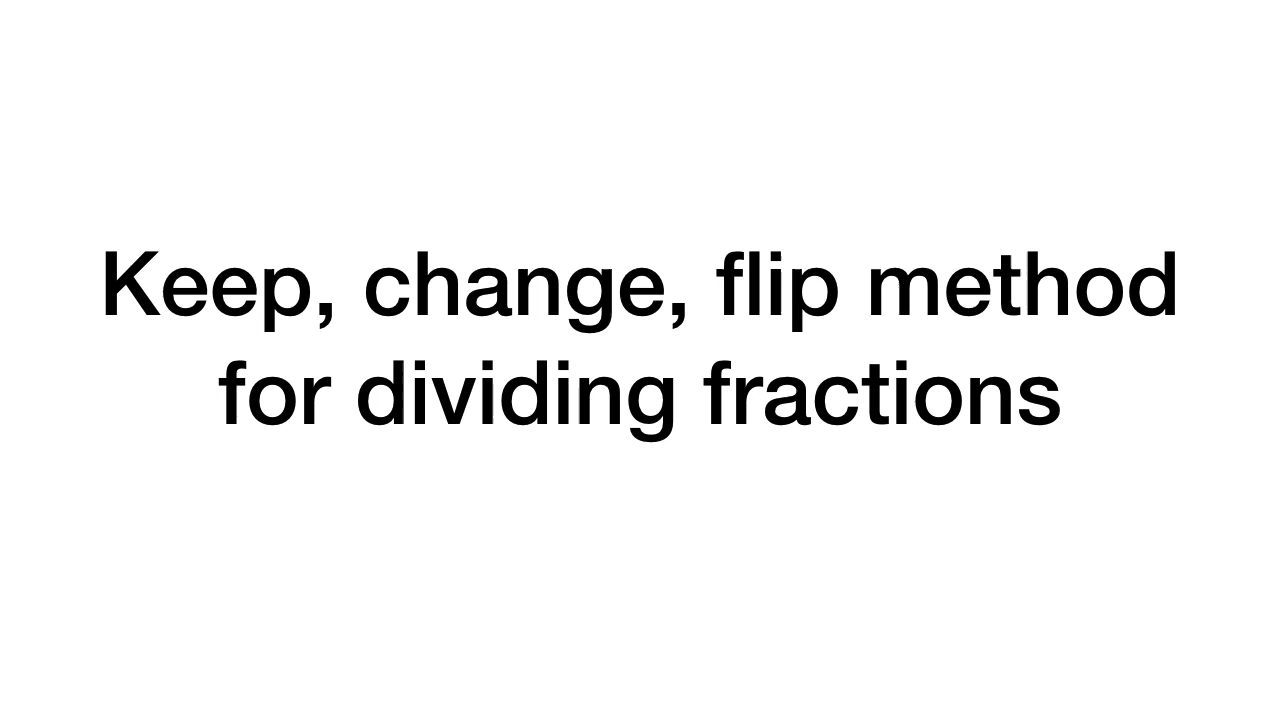 Keep, change, flip method
for dividing fractions